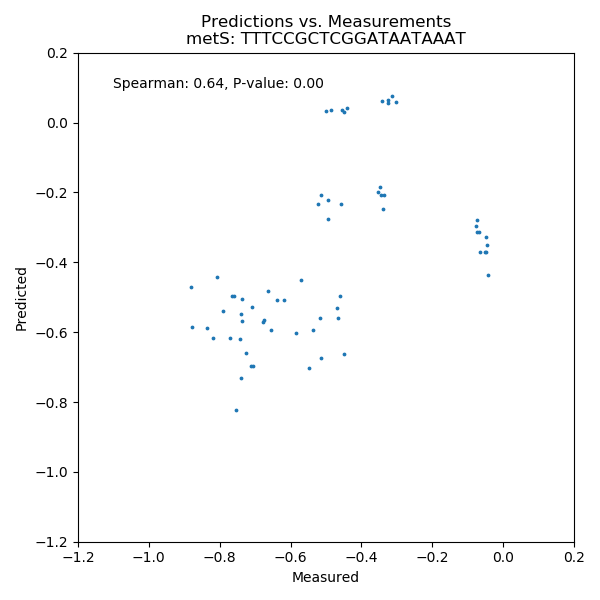 Predictions vs. Measurements
metS: TTTCCGCTCGGATAATAAAT
Spearman: 0.64, P-value: 0.00
0.2
0.0
−0.2
−0.4
−0.6
−0.8
−1.0
−1.2
Predicted
−1.2 −1.0 −0.8 −0.6 −0.4 −0.2 0.0 0.2
Measured